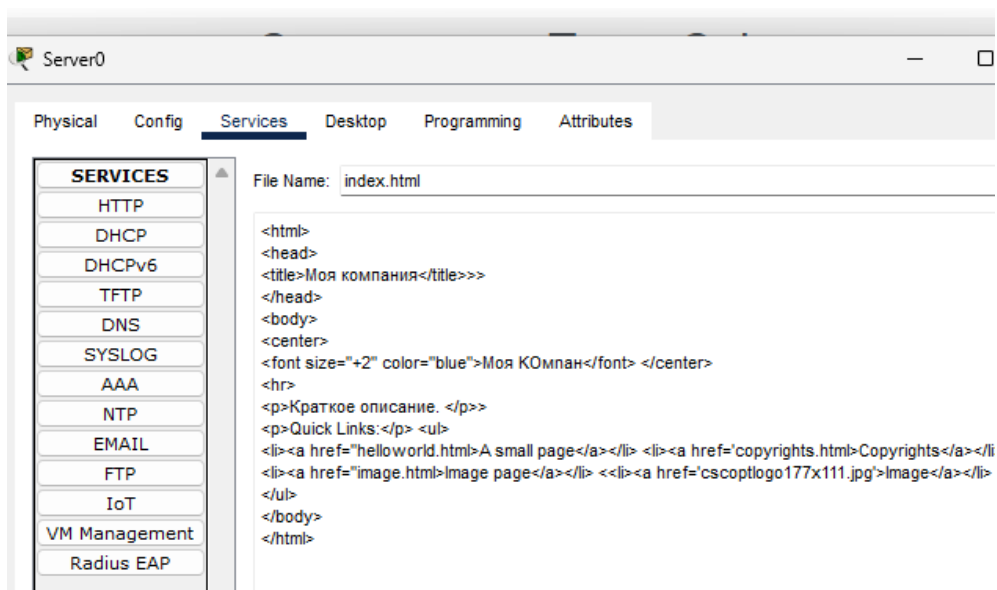 Server0
Physical Config Services Desktop Programming Attributes
SERVICES
HTTP
DHCP
DHCPv6
TFTP
DNS
SYSLOG
AAA
NTP
EMAIL
FTP
IoT
VM Management
Radius EAP
File Name: index.html
<html>
<head>
<title>Моя компания</title>>>
</head>
<body>
<center>
<font size="+2" color="blue">Моя КОмпан</font> </center>
<hr>
<p>Краткое описание. </p>>
<p>Quick Links:</p> <ul>
<li><a href="helloworld.html>A small page</a></li> <li><a href='copyrights.html>Copyrights</a></li
<li><a href="image.html>Image page</a></li> <<li><a href='cscoptlogo177x111.jpg'>Image</a></li>
</ul>
</body>
</html>